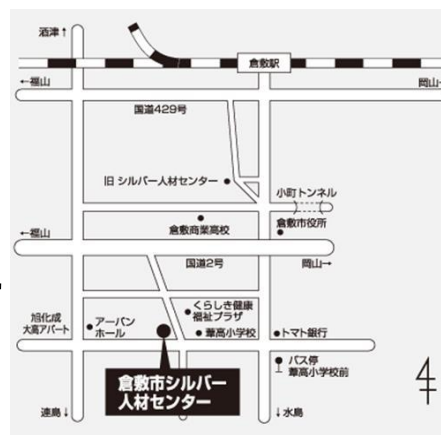 酒津↑
倉敷駅
←福山
岡山→
国道429号
旧 シルバー人材センター
小町トンネル
倉敷商業高校
倉敷市役所
←福山
国道2号
岡山→
旭化成
大高アパート
アーバン
ホール
くらしき健康
福祉プラザ
葦高小学校
トマト銀行
バス停
葦高小学校前
倉敷市シルバー
人材センター
連島↓
↓水島